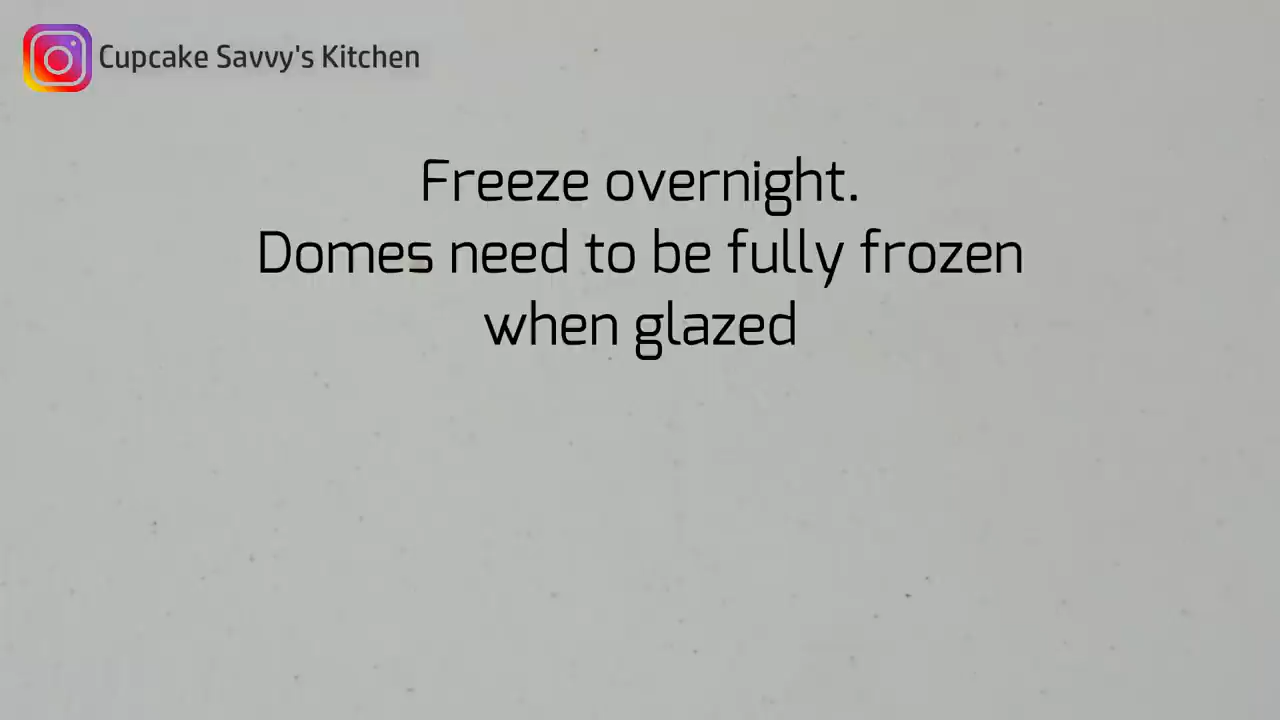 Cupcake Savvy's Kitchen
Freeze overnight.
Domes need to be fully frozen
when glazed